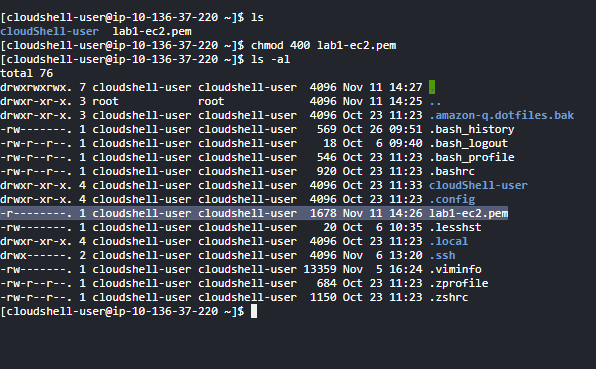 [cloudshell-user@ip-10-136-37-220 ~]$ ls
cloudShell-user  lab1-ec2.pem
[cloudshell-user@ip-10-136-37-220 ~]$ chmod 400 lab1-ec2.pem
[cloudshell-user@ip-10-136-37-220 ~]$ ls -al
total 76
drwxrwxrwx. 7 cloudshell-user cloudshell-user  4096 Nov 11 14:27 .
drwxr-xr-x. 3 root            root             4096 Nov 11 14:25 ..
drwxr-xr-x. 3 cloudshell-user cloudshell-user  4096 Oct 23 11:23 .amazon-q.dotfiles.bak
-rw-------. 1 cloudshell-user cloudshell-user   569 Oct 26 09:51 .bash_history
-rw-r--r--. 1 cloudshell-user cloudshell-user    18 Oct  6 09:40 .bash_logout
-rw-r--r--. 1 cloudshell-user cloudshell-user   546 Oct 23 11:23 .bash_profile
-rw-r--r--. 1 cloudshell-user cloudshell-user   920 Oct 23 11:23 .bashrc
drwxr-xr-x. 4 cloudshell-user cloudshell-user  4096 Oct 23 11:33 cloudShell-user
drwxr-xr-x. 4 cloudshell-user cloudshell-user  4096 Oct 23 11:23 .config
-r--------. 1 cloudshell-user cloudshell-user  1678 Nov 11 14:26 lab1-ec2.pem
-rw-------. 1 cloudshell-user cloudshell-user    20 Oct  6 10:35 .lesshst
drwxr-xr-x. 4 cloudshell-user cloudshell-user  4096 Oct 23 11:23 .local
drwx------. 2 cloudshell-user cloudshell-user  4096 Nov  6 13:20 .ssh
-rw-------. 1 cloudshell-user cloudshell-user 13359 Nov  5 16:24 .viminfo
-rw-r--r--. 1 cloudshell-user cloudshell-user   684 Oct 23 11:23 .zprofile
-rw-r--r--. 1 cloudshell-user cloudshell-user  1150 Oct 23 11:23 .zshrc
[cloudshell-user@ip-10-136-37-220 ~]$